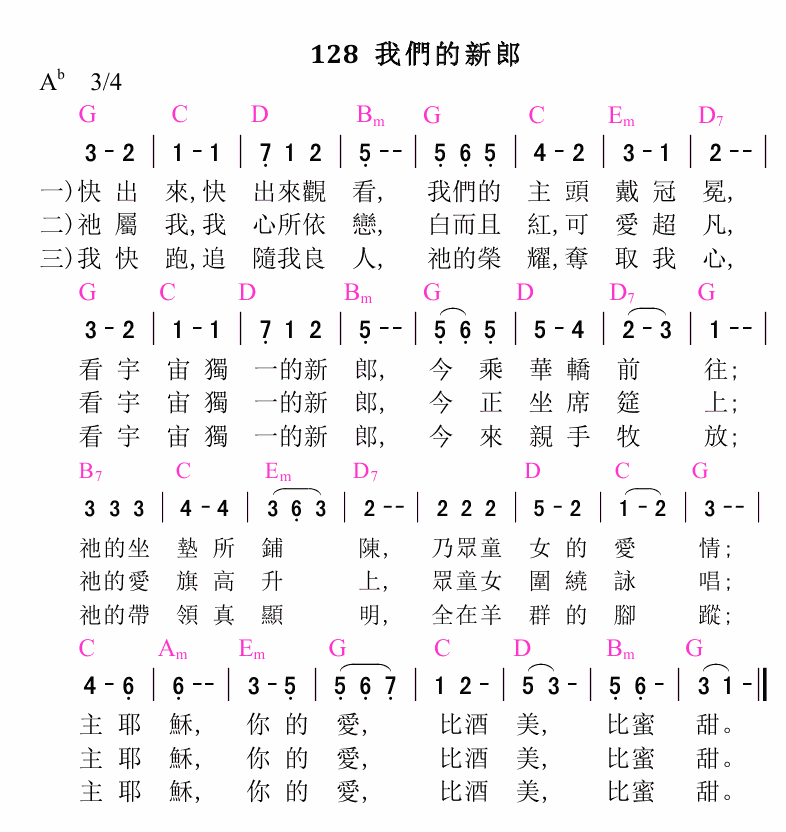 128 我們的新郎
A♭ 3/4
G C D Bm G C Em D7
3 - 2 | 1 - 1 | 7̣ 1 2 | 5̣ - - | 5̣ 6̣ 5̣ | 4 - 2 | 3 - 1 | 2 - - |
一)快 出 來,快 出來觀 看, 我們的 主 頭 戴 冠 冕,
二)祂 屬 我,我 心所依 戀, 白而且 紅,可 愛 超 凡,
三)我 快 跑,追 隨我良 人, 祂的榮 耀,奪 取 我 心,
G C D Bm G D D7 G
3 - 2 | 1 - 1 | 7̣ 1 2 | 5̣ - - | 5̣ 6̣ 5̣ | 5 - 4 | 2 - 3 | 1 - - |
看 宇 宙 獨 一的新 郎, 今 乘 華 轎 前 往;
看 宇 宙 獨 一的新 郎, 今 正 坐 席 筵 上;
看 宇 宙 獨 一的新 郎, 今 來 親 手 牧 放;
B7 C Em D7 D C G
3 3 3 | 4 - 4 | 3 6̣ 3 | 2 - - | 2 2 2 | 5 - 2 | 1 - 2 | 3 - - |
祂的坐 墊 所 鋪 陳, 乃眾童 女 的 愛 情;
祂的愛 旗 高 升 上, 眾童女 圍 繞 詠 唱;
祂的帶 領 真 顯 明, 全在羊 群 的 腳 蹤;
C Am Em G C D Bm G
4 - 6̣ | 6̣ - - | 3 - 5̣ | 5̣ 6̣ 7̣ | 1 2 - | 5̣ 3 - | 5̣ 6̣ - | 3 1 - ‖
主 耶 穌, 你 的 愛, 比酒 美, 比蜜 甜。
主 耶 穌, 你 的 愛, 比酒 美, 比蜜 甜。
主 耶 穌, 你 的 愛, 比酒 美, 比蜜 甜。